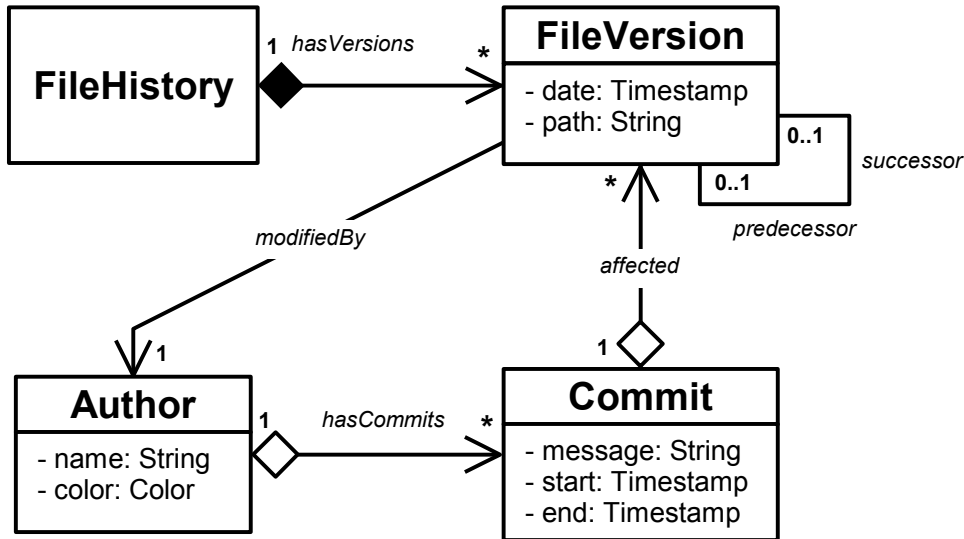 FileHistory
1
hasVersions
*
FileVersion
- date: Timestamp
- path: String
0..1
successor
0..1
predecessor
modifiedBy
1
*
affected
1
Author
- name: String
- color: Color
1
hasCommits
*
Commit
- message: String
- start: Timestamp
- end: Timestamp